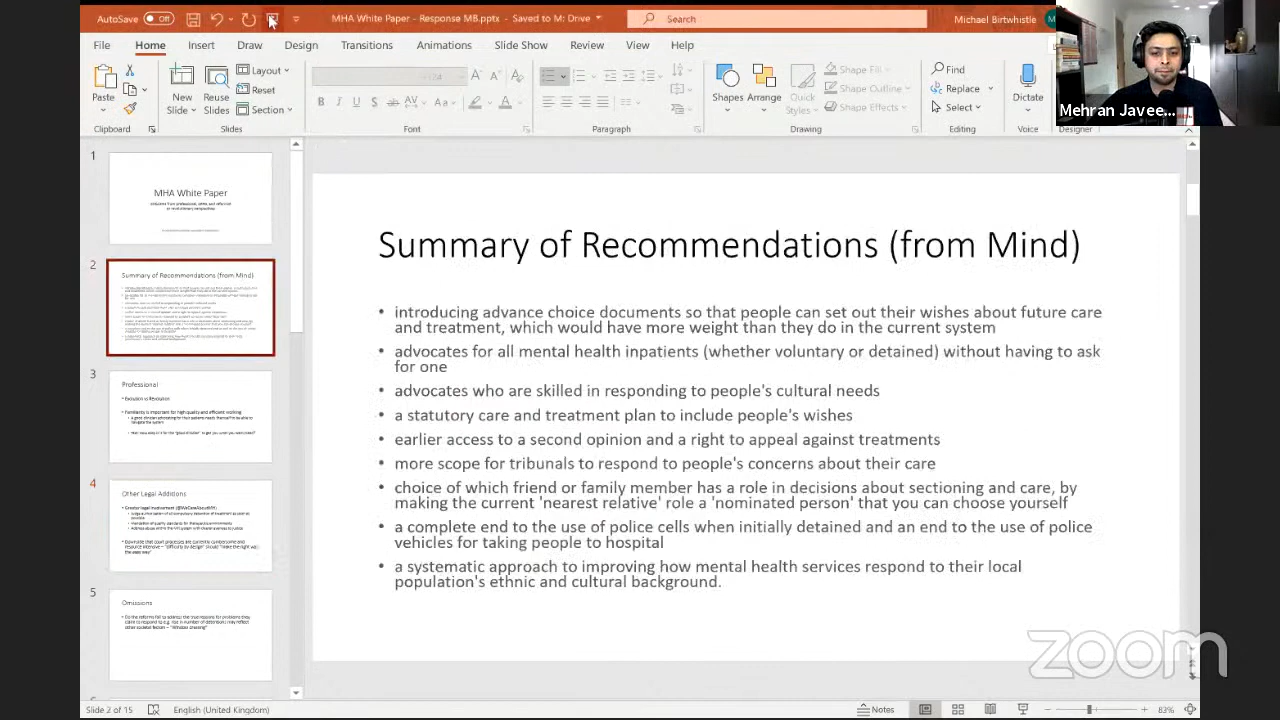 AutoSave Off MHA White Paper - Response MB.pptx - Saved to M: Drive Search Michael Birtwhistle M
File Home Insert Draw Design Transitions Animations Slide Show Review View Help
Paste New Slide Reuse Slides Layout Reset Section Shapes Arrange Quick Styles Shape Fill Shape Outline Shape Effects Find Replace Select Dictate
Mehran Javee...
Clipboard Slides Font Paragraph Drawing Editing Voice Designer
1
MHA White Paper
2
Summary of Recommendations (from Mind)
3
Professional
Evolution vs Revolution
4
Other Legal Additions
5
Omissions
Summary of Recommendations (from Mind)
• introducing advance choice documents so that people can set out their wishes about future care
and treatment, which would have more weight than they do in the current system
• advocates for all mental health inpatients (whether voluntary or detained) without having to ask
for one
• advocates who are skilled in responding to people's cultural needs
• a statutory care and treatment plan to include people's wishes
• earlier access to a second opinion and a right to appeal against treatments
• more scope for tribunals to respond to people's concerns about their care
• choice of which friend or family member has a role in decisions about sectioning and care, by
making the current 'nearest relative' role a 'nominated person' that you can choose yourself
• a complete end to the use of police cells when initially detained and an end to the use of police
vehicles for taking people to hospital
• a systematic approach to improving how mental health services respond to their local
population's ethnic and cultural background.
zoom
Slide 2 of 15 English (United Kingdom) Notes 83%